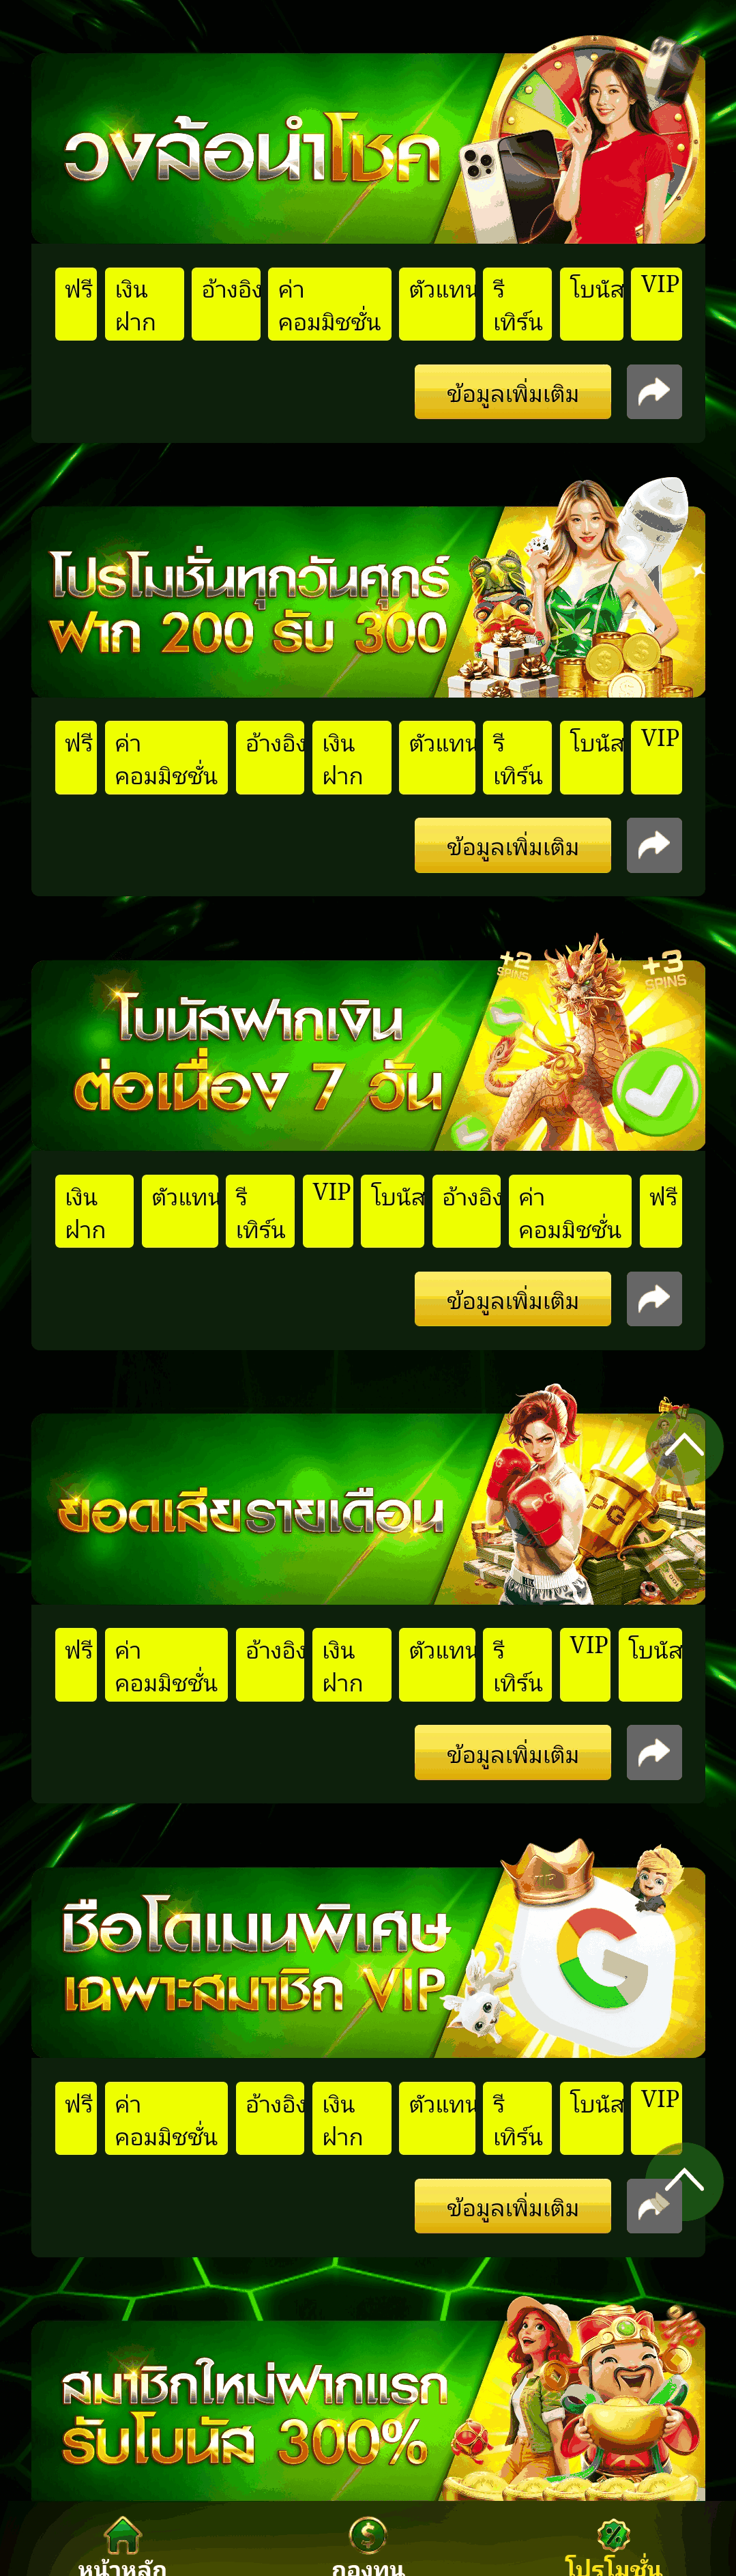 วงล้อนำโชค
ฟรี
เงิน
ฝาก
อ้างอิง
ค่า
คอมมิชชั่น
ตัวแทน
รี
เทิร์น
โบนัส
VIP
ข้อมูลเพิ่มเติม
โปรโมชั่นทุกวันศุกร์
ฝาก 200 รับ 300
ฟรี
ค่า
คอมมิชชั่น
อ้างอิง
เงิน
ฝาก
ตัวแทน
รี
เทิร์น
โบนัส
VIP
ข้อมูลเพิ่มเติม
+2
SPINS
+3
SPINS
โบนัสฝากเงิน
ต่อเนื่อง 7 วัน
เงิน
ฝาก
ตัวแทน
รี
เทิร์น
VIP
โบนัส
อ้างอิง
ค่า
คอมมิชชั่น
ฟรี
ข้อมูลเพิ่มเติม
ยอดเสียรายเดือน
PG
PG
ฟรี
ค่า
คอมมิชชั่น
อ้างอิง
เงิน
ฝาก
ตัวแทน
รี
เทิร์น
VIP
โบนัส
ข้อมูลเพิ่มเติม
VIP
ชื่อโดเมนพิเศษ
เฉพาะสมาชิก VIP
G
ฟรี
ค่า
คอมมิชชั่น
อ้างอิง
เงิน
ฝาก
ตัวแทน
รี
เทิร์น
โบนัส
VIP
ข้อมูลเพิ่มเติม
สมาชิกใหม่ฝากแรก
รับโบนัส 300%
หน้าหลัก
กองทุน
โปรโมชั่น